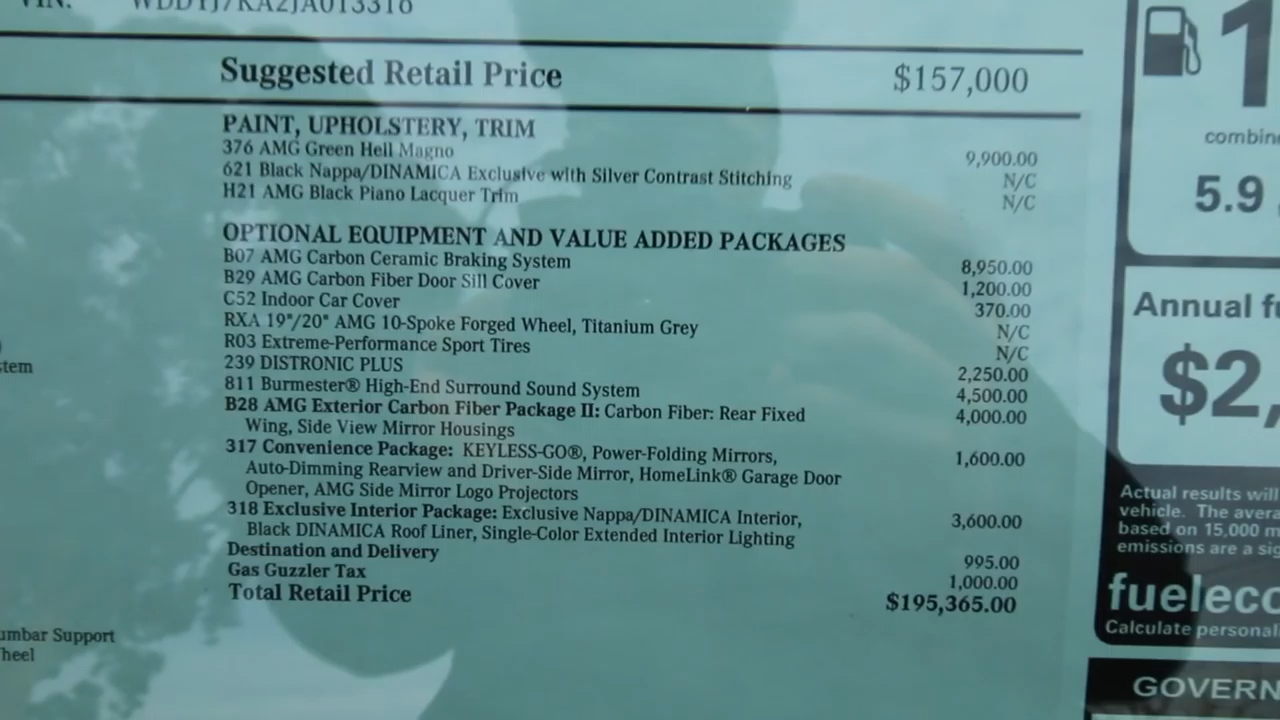 VIN:
Suggested Retail Price $157,000
PAINT, UPHOLSTERY, TRIM
376 AMG Green Hell Magno 9,900.00
621 Black Nappa/DINAMICA Exclusive with Silver Contrast Stitching N/C
H21 AMG Black Piano Lacquer Trim N/C
OPTIONAL EQUIPMENT AND VALUE ADDED PACKAGES
B07 AMG Carbon Ceramic Braking System 8,950.00
B29 AMG Carbon Fiber Door Sill Cover 1,200.00
C52 Indoor Car Cover 370.00
RXA 19"/20" AMG 10-Spoke Forged Wheel, Titanium Grey N/C
R03 Extreme-Performance Sport Tires N/C
239 DISTRONIC PLUS 2,250.00
811 Burmester® High-End Surround Sound System 4,500.00
B28 AMG Exterior Carbon Fiber Package II: Carbon Fiber: Rear Fixed 4,000.00
Wing, Side View Mirror Housings
317 Convenience Package: KEYLESS-GO®, Power-Folding Mirrors, 1,600.00
Auto-Dimming Rearview and Driver-Side Mirror, HomeLink® Garage Door
Opener, AMG Side Mirror Logo Projectors
318 Exclusive Interior Package: Exclusive Nappa/DINAMICA Interior, 3,600.00
Black DINAMICA Roof Liner, Single-Color Extended Interior Lighting
Destination and Delivery 995.00
Gas Guzzler Tax 1,000.00
Total Retail Price $195,365.00
stem
umbar Support
heel
1
combin
5.9
Annual fu
$2,
Actual results will
vehicle. The avera
based on 15,000 m
emissions are a sig
fueleco
Calculate personal
GOVERN